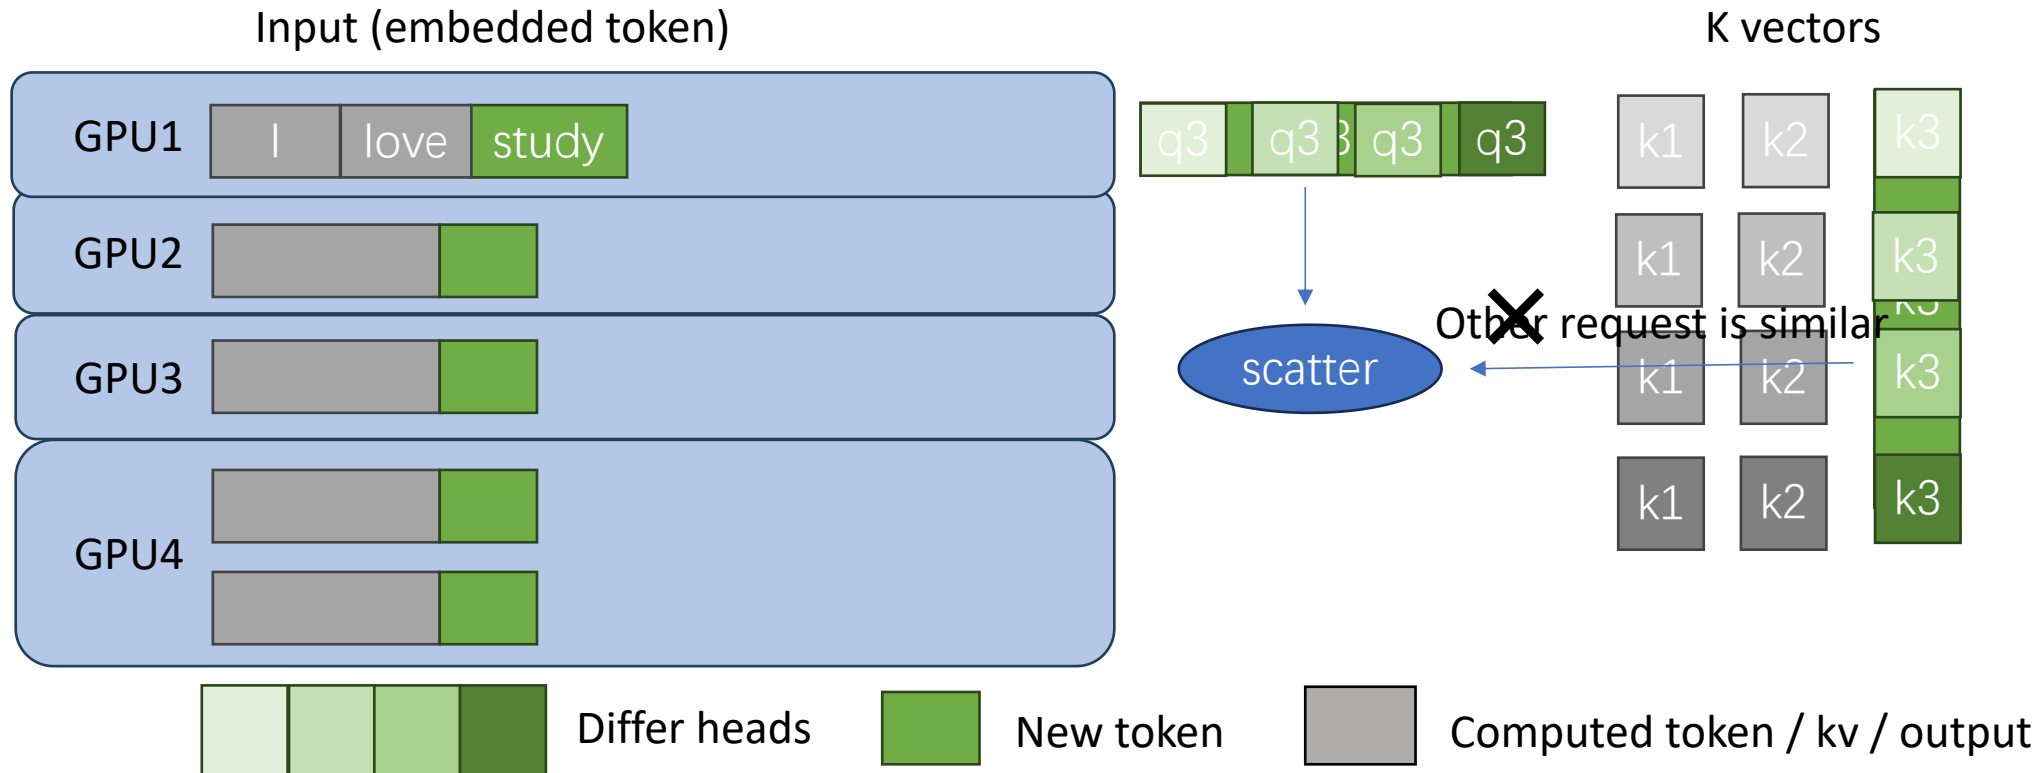 Input (embedded token)
K vectors
GPU1
I
love
study
q3
q3
q3
q3
k1
k2
k3
GPU2
k1
k2
k3
Other request is similar
GPU3
scatter
k1
k2
k3
GPU4
k1
k2
k3
Differ heads
New token
Computed token / kv / output